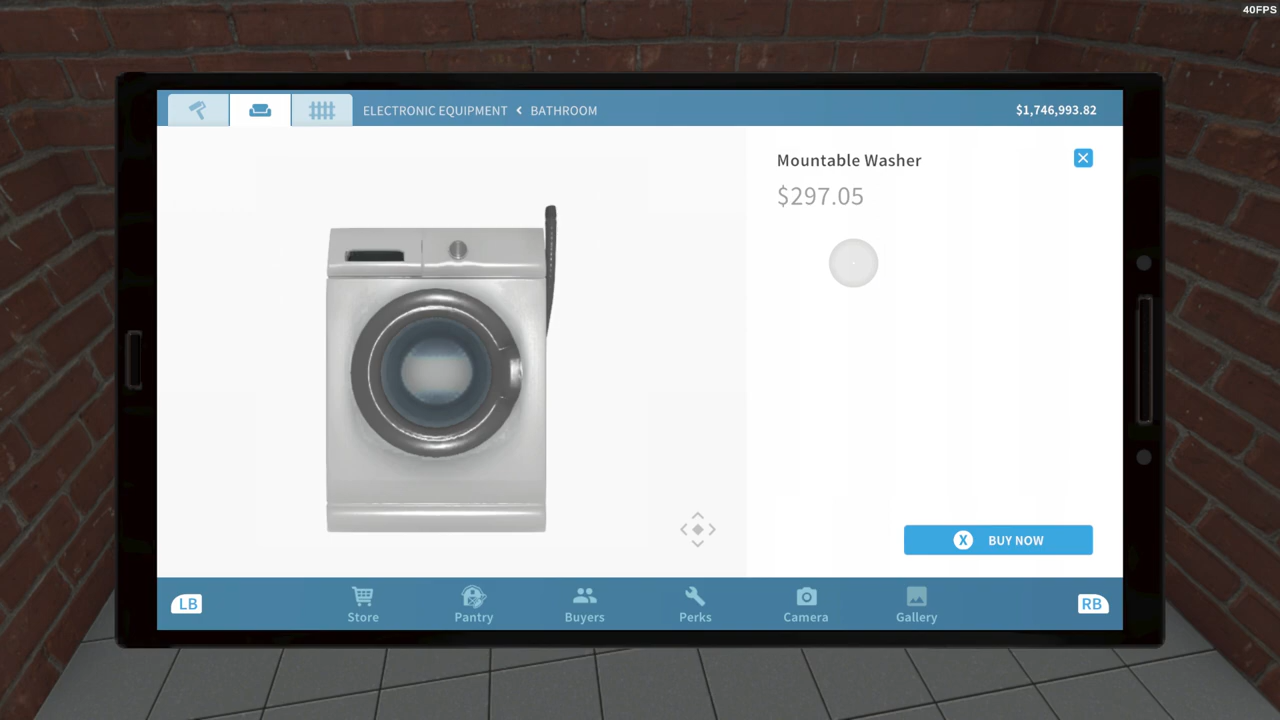 40FPS
ELECTRONIC EQUIPMENT < BATHROOM
$1,746,993.82
Mountable Washer
$297.05
X BUY NOW
LB
Store
Pantry
Buyers
Perks
Camera
Gallery
RB